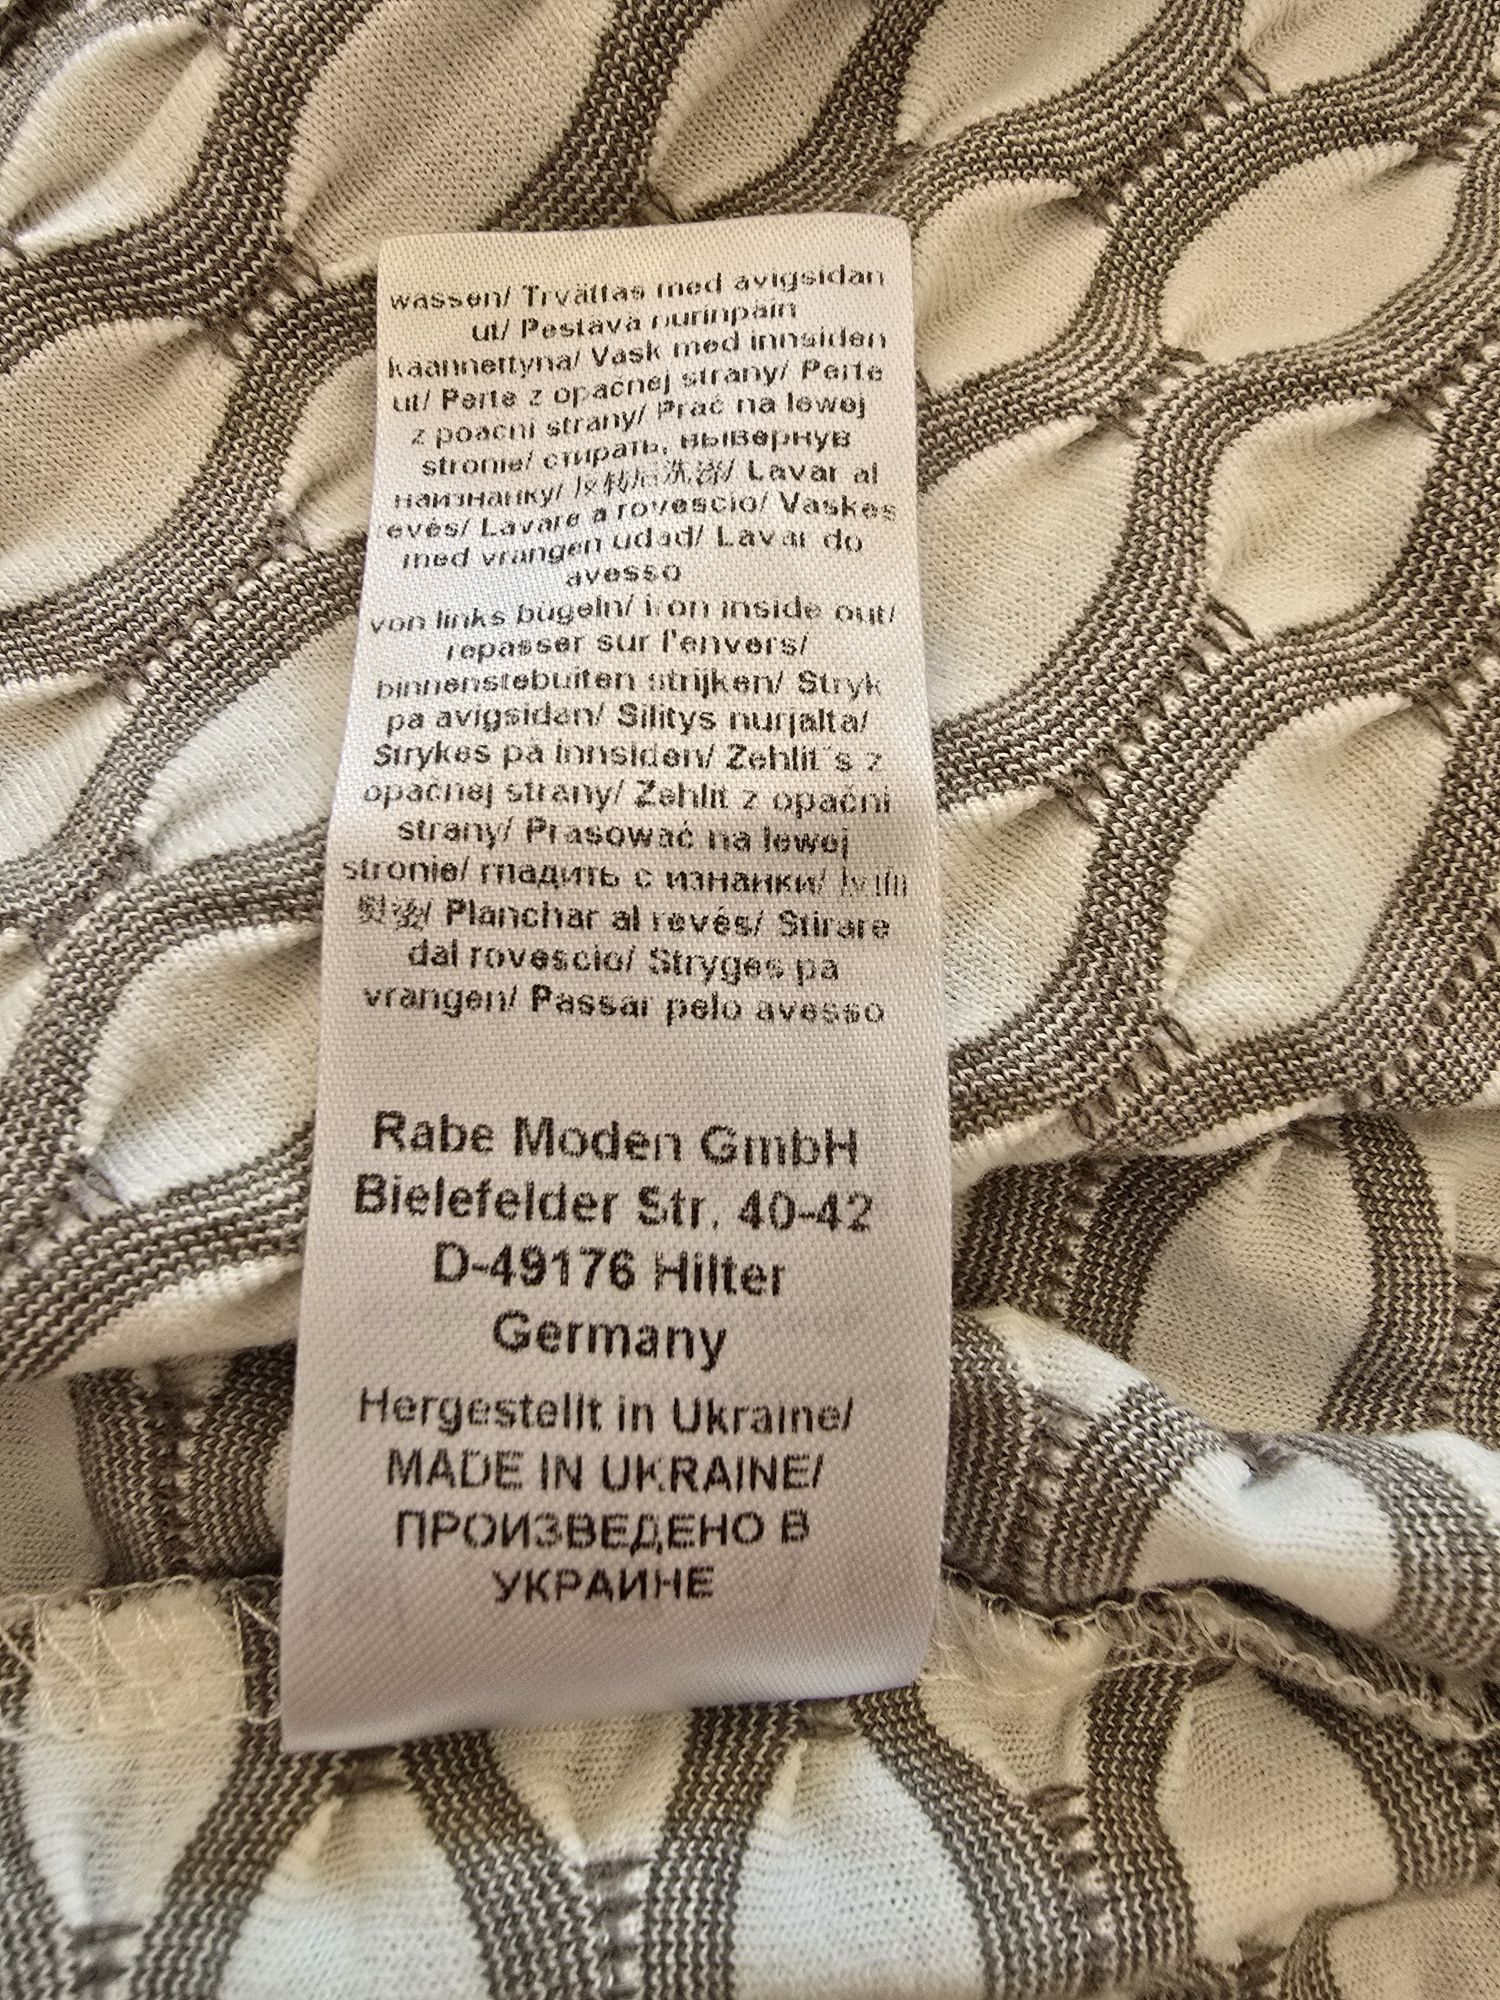 wassen/ Trvättas med avigsidan
ut/ Pestävä nurinpäin
kaannettyna/ Vask med innsiden
ut/ Perte z opacnej strany/ Perte
z poacni strany/ Prać na lewej
stronie/ стирать, вывернув
наизнанку/ 反转后洗涤/ Lavar al
evés/ Lavare a rovescio/ Vaskes
med vrangen udad/ Lavar do
avesso
von links bügeln/ iron inside out/
repasser sur l'envers/
binnenstebuiten strijken/ Stryk
pa avigsidan/ Silitys nurjalta/
Strykes på innsiden/ Zehlit´s z
opačnej strany/ Zehlit z opačni
strany/ Prasować na lewej
stronie/ гладить с изнанки/
Planchar al revés/ Stirare
dal rovescio/ Stryges pa
vrangen/ Passar pelo avesso
Rabe Moden GmbH
Bielefelder Str. 40-42
D-49176 Hilter
Germany
Hergestellt in Ukraine/
MADE IN UKRAINE/
ПРОИЗВЕДЕНО В
УКРАИНЕ